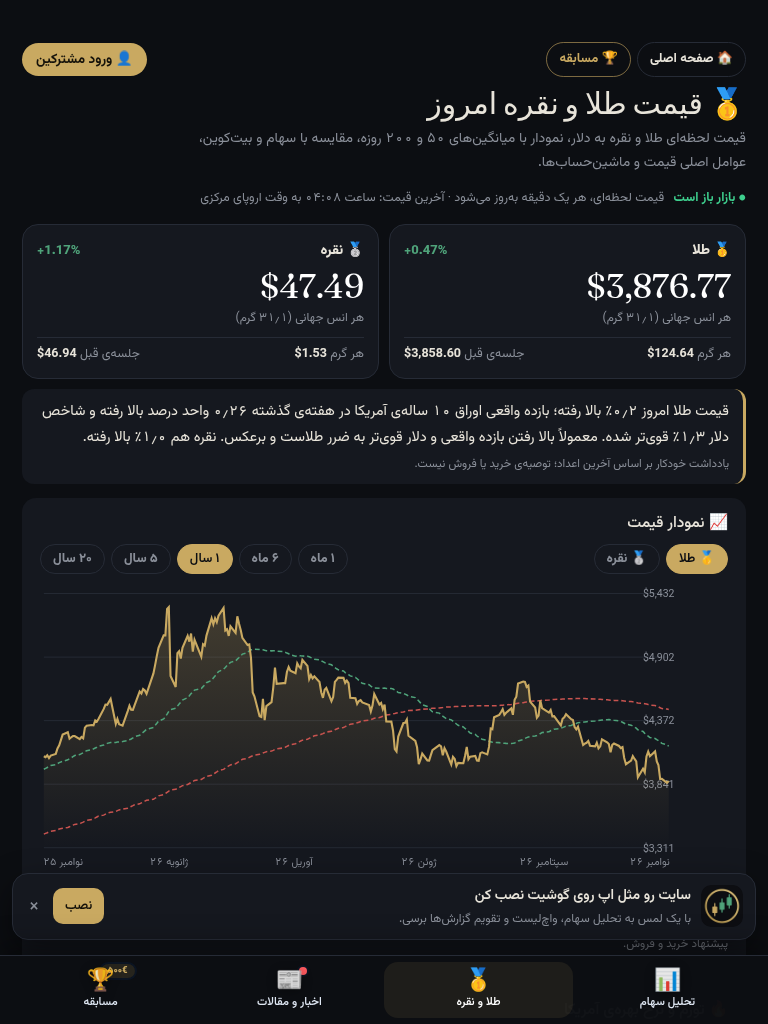 🏠 صفحه اصلی
🏆 مسابقه
👤 ورود مشترکین
🥇 قیمت طلا و نقره امروز
قیمت لحظه‌ای طلا و نقره به دلار، نمودار با میانگین‌های ۵۰ و ۲۰۰ روزه، مقایسه با سهام و بیت‌کوین،
عوامل اصلی قیمت و ماشین‌حساب‌ها.
● بازار باز است قیمت لحظه‌ای، هر یک دقیقه به‌روز می‌شود · آخرین قیمت: ساعت ۰۴:۰۸ به وقت اروپای مرکزی
🥇 طلا
+0.47%
$3,876.77
هر انس جهانی (۳۱٫۱ گرم)
هر گرم $124.64
جلسه‌ی قبل $3,858.60
🥈 نقره
+1.17%
$47.49
هر انس جهانی (۳۱٫۱ گرم)
هر گرم $1.53
جلسه‌ی قبل $46.94
قیمت طلا امروز ۰٫۲٪ بالا رفته؛ بازده واقعی اوراق ۱۰ ساله‌ی آمریکا در هفته‌ی گذشته ۰٫۲۶ واحد درصد بالا رفته و شاخص
دلار ۱٫۳٪ قوی‌تر شده. معمولاً بالا رفتن بازده واقعی و دلار قوی‌تر به ضرر طلاست و برعکس. نقره هم ۱٫۰٪ بالا رفته.
یادداشت خودکار بر اساس آخرین اعداد؛ توصیه‌ی خرید یا فروش نیست.
📈 نمودار قیمت
🥇 طلا
🥈 نقره
۱ ماه
۶ ماه
۱ سال
۵ سال
۲۰ سال
$5,432
$4,902
$4,372
$3,841
$3,311
نوامبر ۲۵
ژانویه ۲۶
آوریل ۲۶
ژوئن ۲۶
سپتامبر ۲۶
نوامبر ۲۶
سایت رو مثل اپ روی گوشیت نصب کن
با یک لمس به تحلیل سهام، واچ‌لیست و تقویم گزارش‌ها برسی.
نصب
×
پیشنهاد خرید و فروش.
تحلیل سهام
طلا و نقره
اخبار و مقالات
مسابقه